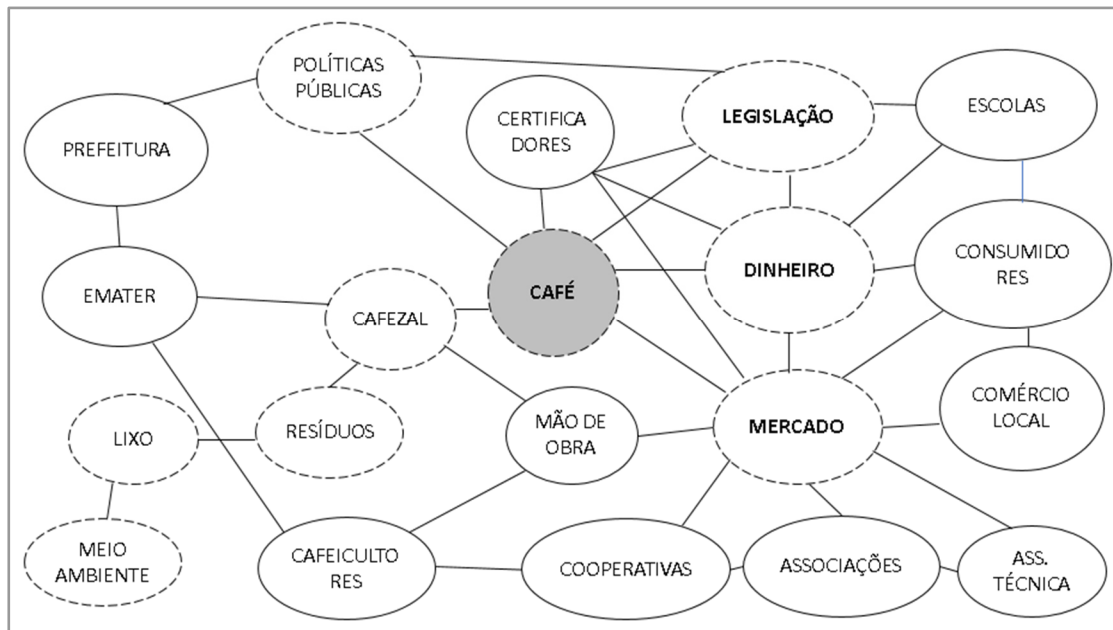 POLÍTICAS
PÚBLICAS
CERTIFICA
DORES
LEGISLAÇÃO
ESCOLAS
PREFEITURA
EMATER
CAFEZAL
CAFÉ
DINHEIRO
CONSUMIDO
RES
LIXO
RESÍDUOS
MÃO DE
OBRA
MERCADO
COMÉRCIO
LOCAL
MEIO
AMBIENTE
CAFEICULTO
RES
COOPERATIVAS
ASSOCIAÇÕES
ASS.
TÉCNICA